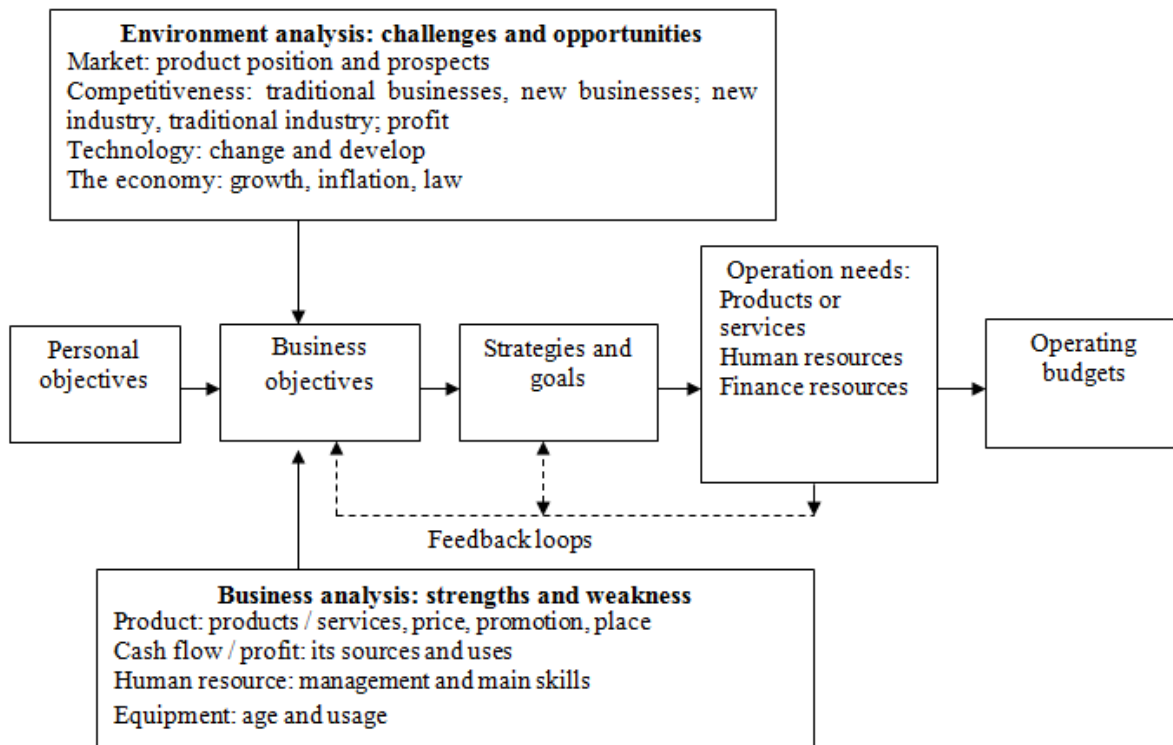 Environment analysis: challenges and opportunities
Market: product position and prospects
Competitiveness: traditional businesses, new businesses; new
industry, traditional industry; profit
Technology: change and develop
The economy: growth, inflation, law
Personal
objectives
Business
objectives
Strategies and
goals
Operation needs:
Products or
services
Human resources
Finance resources
Operating
budgets
Feedback loops
Business analysis: strengths and weakness
Product: products / services, price, promotion, place
Cash flow / profit: its sources and uses
Human resource: management and main skills
Equipment: age and usage